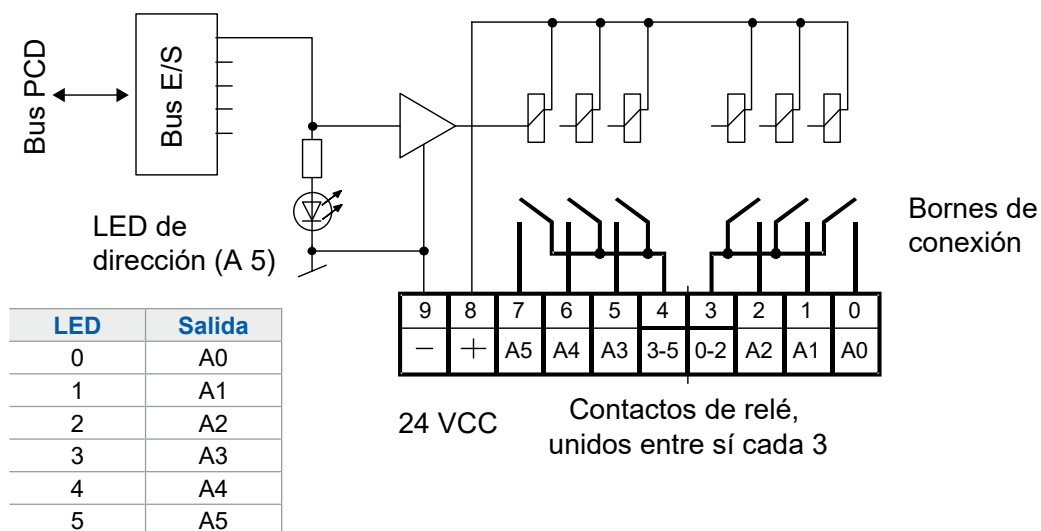 Bus PCD
Bus E/S
LED de
dirección (A 5)
Bornes de
conexión
9 8 7 6 5 4 3 2 1 0
− + A5 A4 A3 3-5 0-2 A2 A1 A0
24 VCC
Contactos de relé,
unidos entre sí cada 3
LED Salida
0 A0
1 A1
2 A2
3 A3
4 A4
5 A5